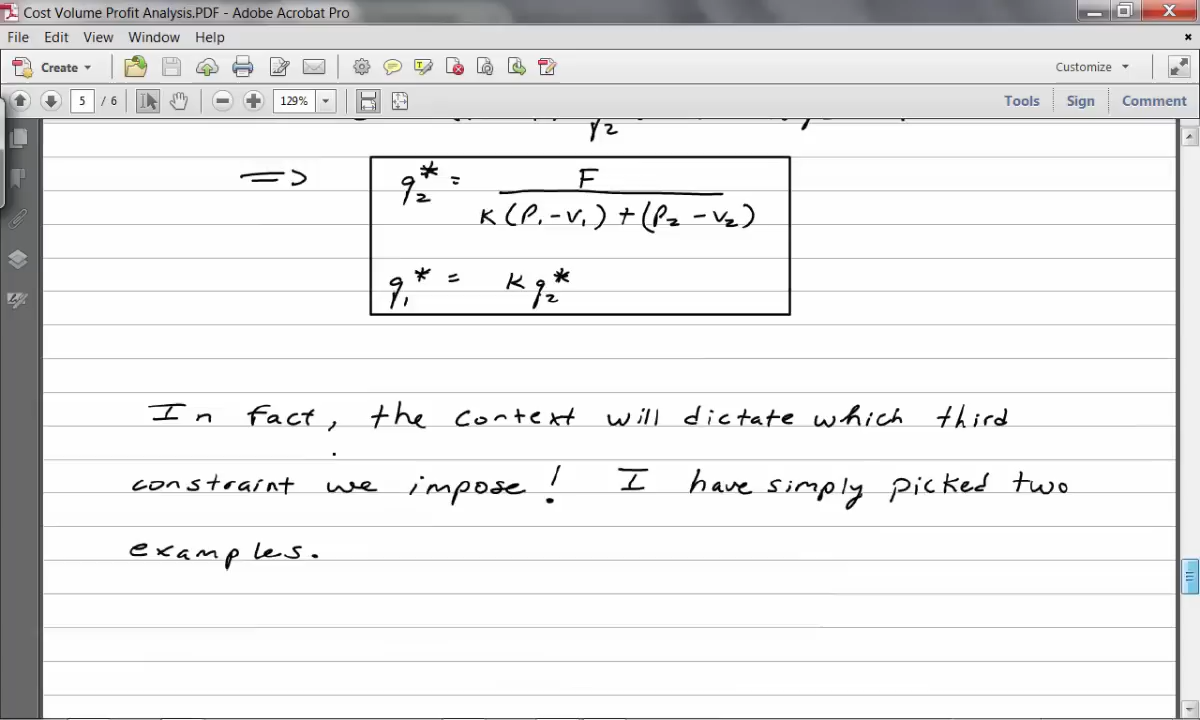 Cost Volume Profit Analysis.PDF - Adobe Acrobat Pro
File Edit View Window Help
Create Customize
5 / 6 129% Tools Sign Comment
q2
=> q2* = F / K(P1-V1)+(P2-V2)
q1* = Kq2*
In fact, the context will dictate which third
constraint we impose! I have simply picked two
examples.